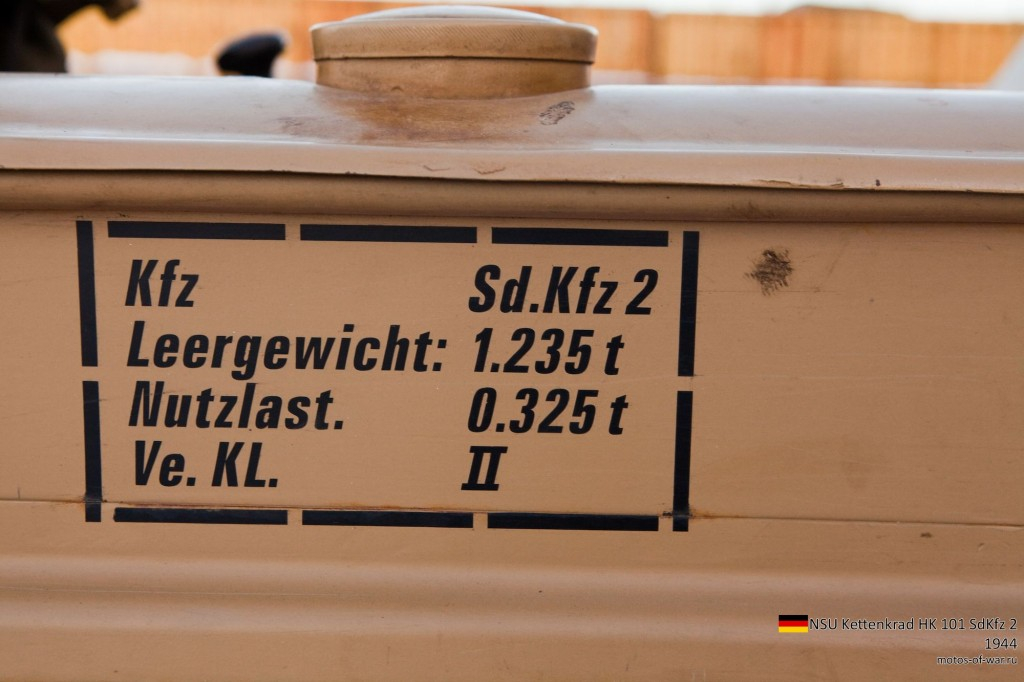 Kfz Sd.Kfz 2
Leergewicht: 1.235 t
Nutzlast. 0.325 t
Ve. KL. II
NSU Kettenkrad HK 101 SdKfz 2
1944
motos-of-war.ru